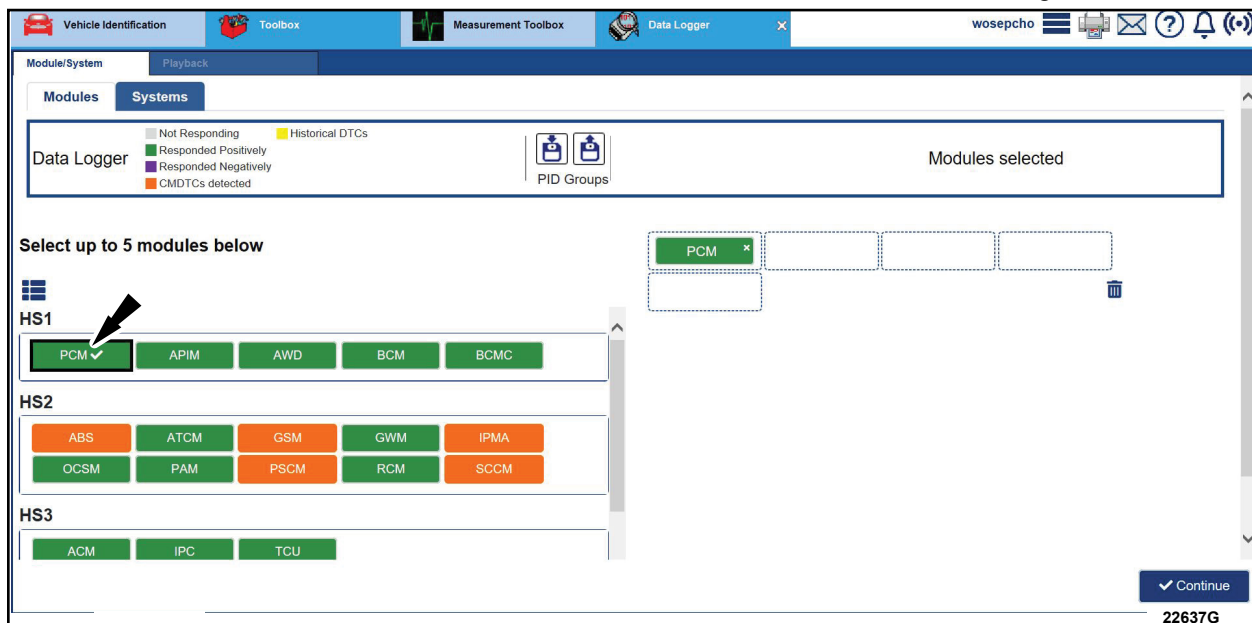 Vehicle Identification Toolbox Measurement Toolbox Data Logger × wosepcho
Module/System Playback
Modules Systems
Data Logger
Not Responding Historical DTCs
Responded Positively
Responded Negatively
CMDTCs detected
PID Groups
Modules selected
Select up to 5 modules below
PCM ×
HS1
PCM ✓ APIM AWD BCM BCMC
HS2
ABS ATCM GSM GWM IPMA
OCSM PAM PSCM RCM SCCM
HS3
ACM IPC TCU
✓ Continue
22637G